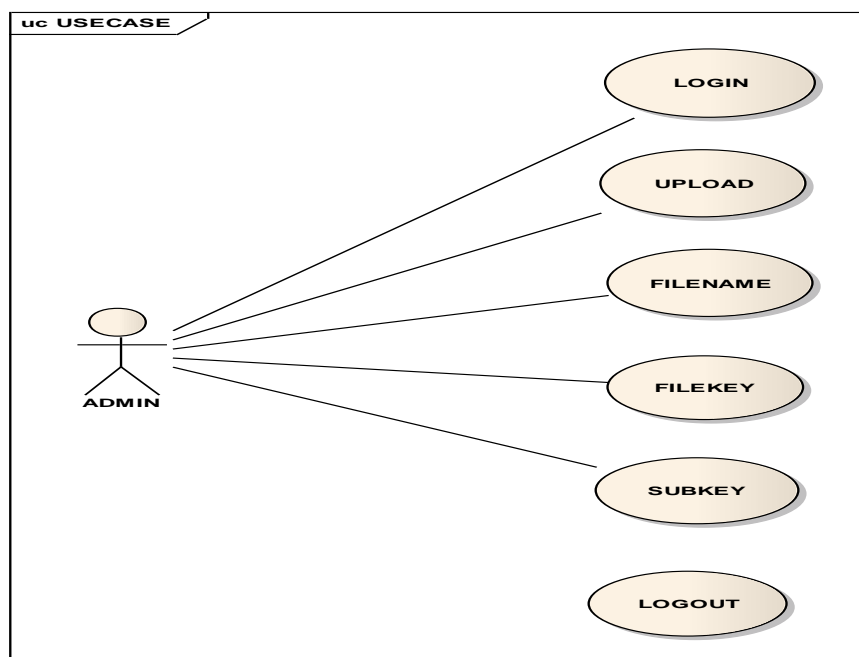 uc USECASE
LOGIN
UPLOAD
FILENAME
FILEKEY
ADMIN
SUBKEY
LOGOUT